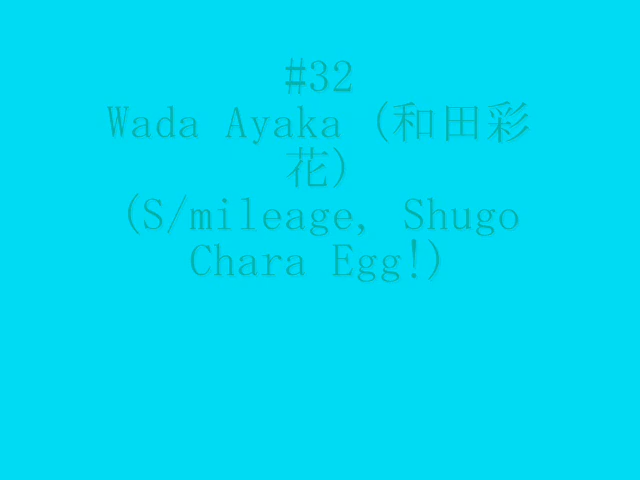 #32
Wada Ayaka (和田彩
花)
(S/mileage, Shugo
Chara Egg!)